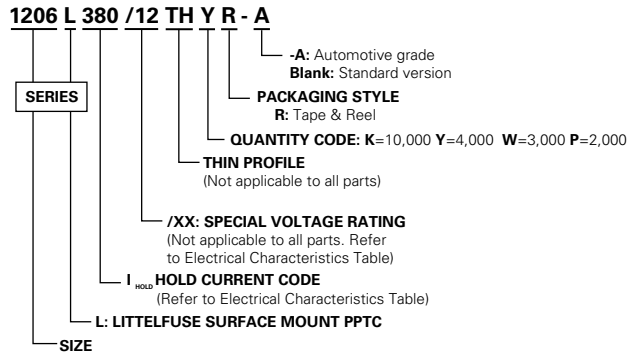 1206 L 380 /12 TH Y R - A
-A: Automotive grade
Blank: Standard version
SERIES
PACKAGING STYLE
R: Tape & Reel
QUANTITY CODE: K=10,000 Y=4,000 W=3,000 P=2,000
THIN PROFILE
(Not applicable to all parts)
/XX: SPECIAL VOLTAGE RATING
(Not applicable to all parts. Refer
to Electrical Characteristics Table)
I HOLD HOLD CURRENT CODE
(Refer to Electrical Characteristics Table)
L: LITTELFUSE SURFACE MOUNT PPTC
SIZE